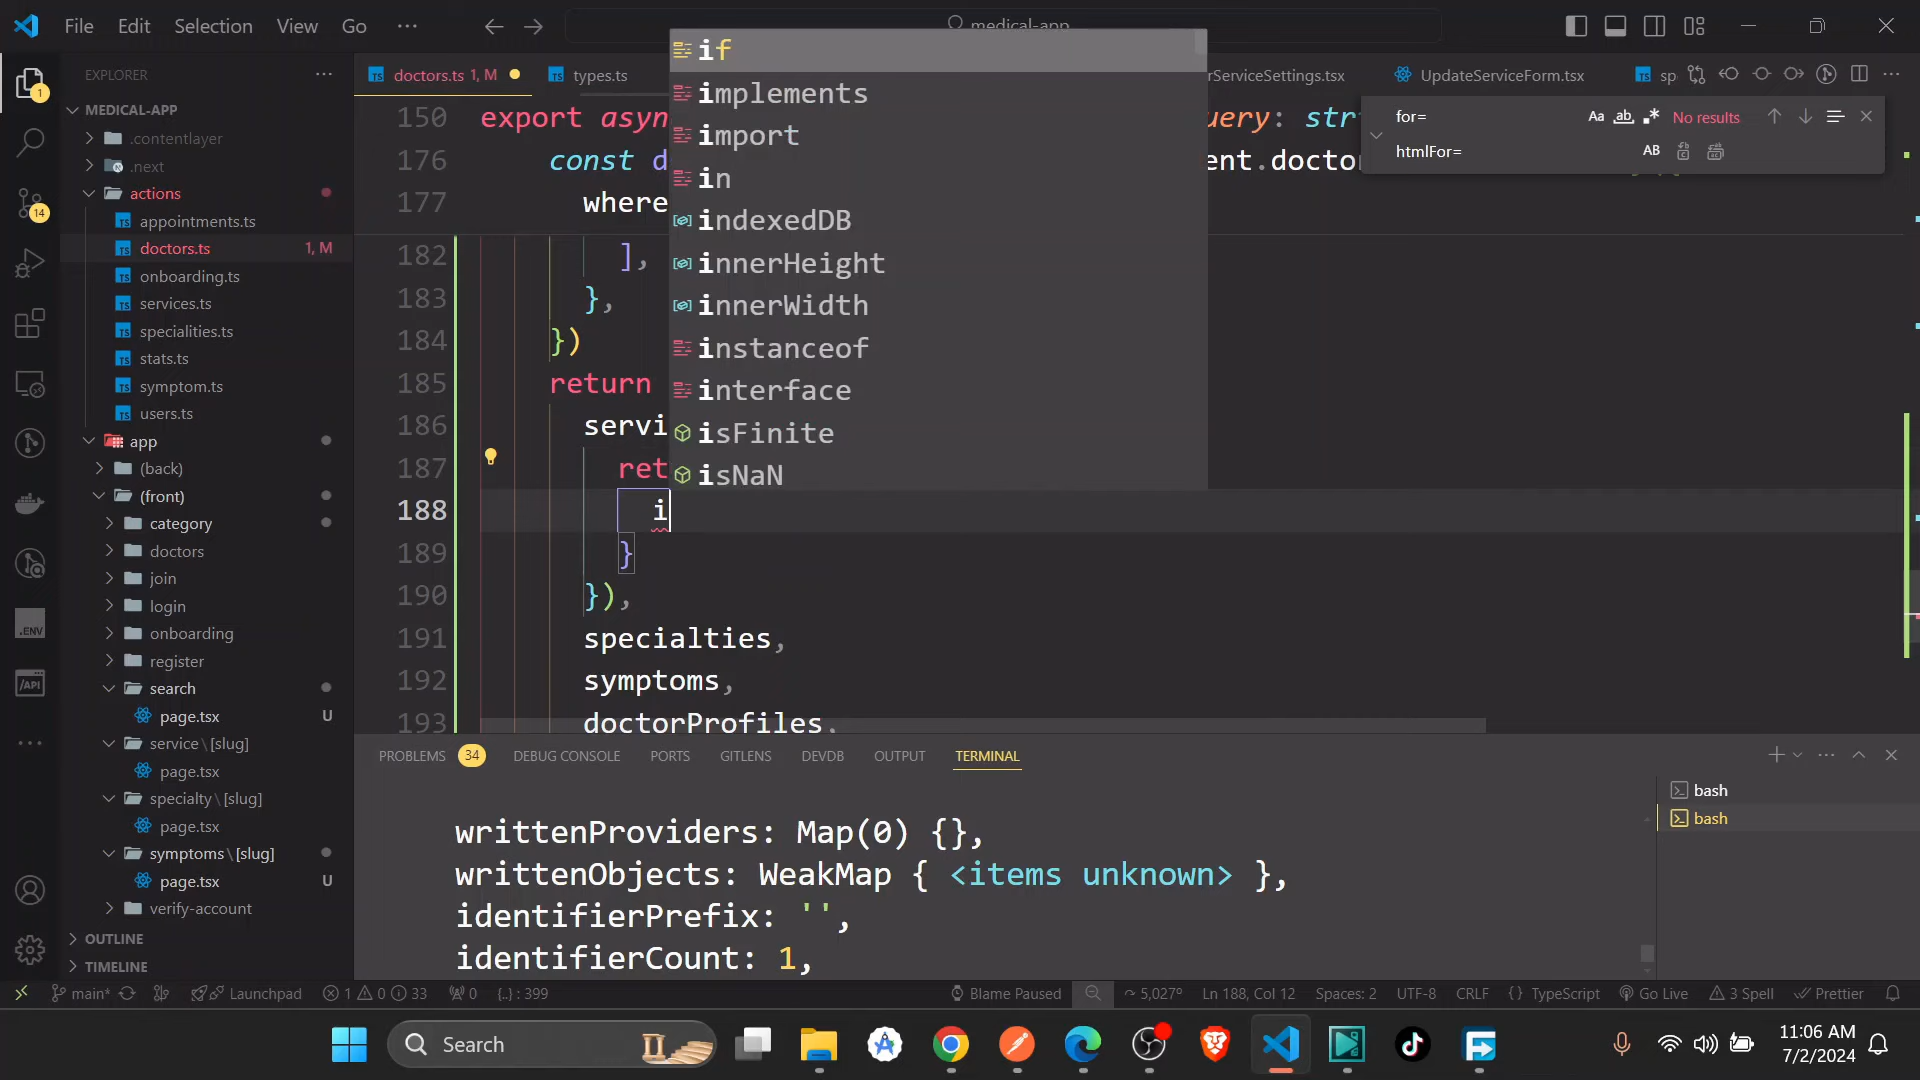 File Edit Selection View Go ··· medical-app
EXPLORER ···
MEDICAL-APP
.contentlayer
.next
actions
appointments.ts
doctors.ts 1, M
onboarding.ts
services.ts
specialities.ts
stats.ts
symptom.ts
users.ts
app
(back)
(front)
category
doctors
join
login
onboarding
register
search
page.tsx U
service\[slug]
page.tsx
specialty\[slug]
page.tsx
symptoms\[slug]
page.tsx U
verify-account
OUTLINE
TIMELINE
1
14
.ENV
/API
doctors.ts 1, M types.ts rServiceSettings.tsx UpdateServiceForm.tsx sp
for= Aa ab No results
htmlFor= AB
if
implements
import
in
indexedDB
innerHeight
innerWidth
instanceof
interface
isFinite
isNaN
150 export asyn uery: str
176 const d ent.docto
177 where
182 ],
183 },
184 })
185 return
186 servi
187 ret
188 i
189 }
190 }),
191 specialties,
192 symptoms,
193 doctorProfiles,
PROBLEMS 34 DEBUG CONSOLE PORTS GITLENS DEVDB OUTPUT TERMINAL
writtenProviders: Map(0) {},
writtenObjects: WeakMap { <items unknown> },
identifierPrefix: '',
identifierCount: 1,
bash
bash
main* Launchpad 1 0 33 0 {..} : 399 Blame Paused 5,027º Ln 188, Col 12 Spaces: 2 UTF-8 CRLF {} TypeScript Go Live 3 Spell Prettier
Search
11:06 AM
7/2/2024